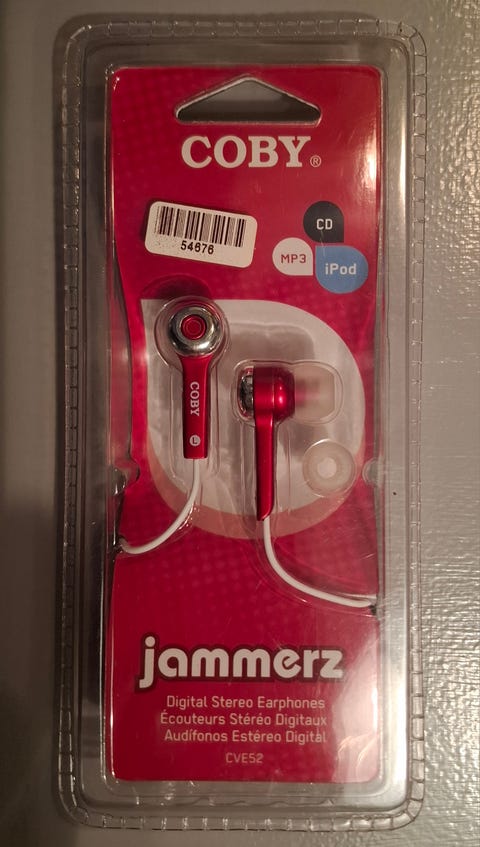 COBY®
54676
CD
MP3
iPod
COBY
L
jammerz
Digital Stereo Earphones
Écouteurs Stéréo Digitaux
Audífonos Estéreo Digital
CVE52